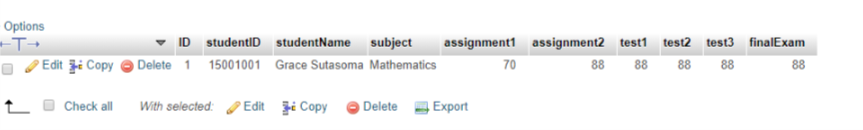 Options
←T→ ID studentID studentName subject assignment1 assignment2 test1 test2 test3 finalExam
Edit Copy Delete 1 15001001 Grace Sutasoma Mathematics 70 88 88 88 88 88
Check all With selected: Edit Copy Delete Export